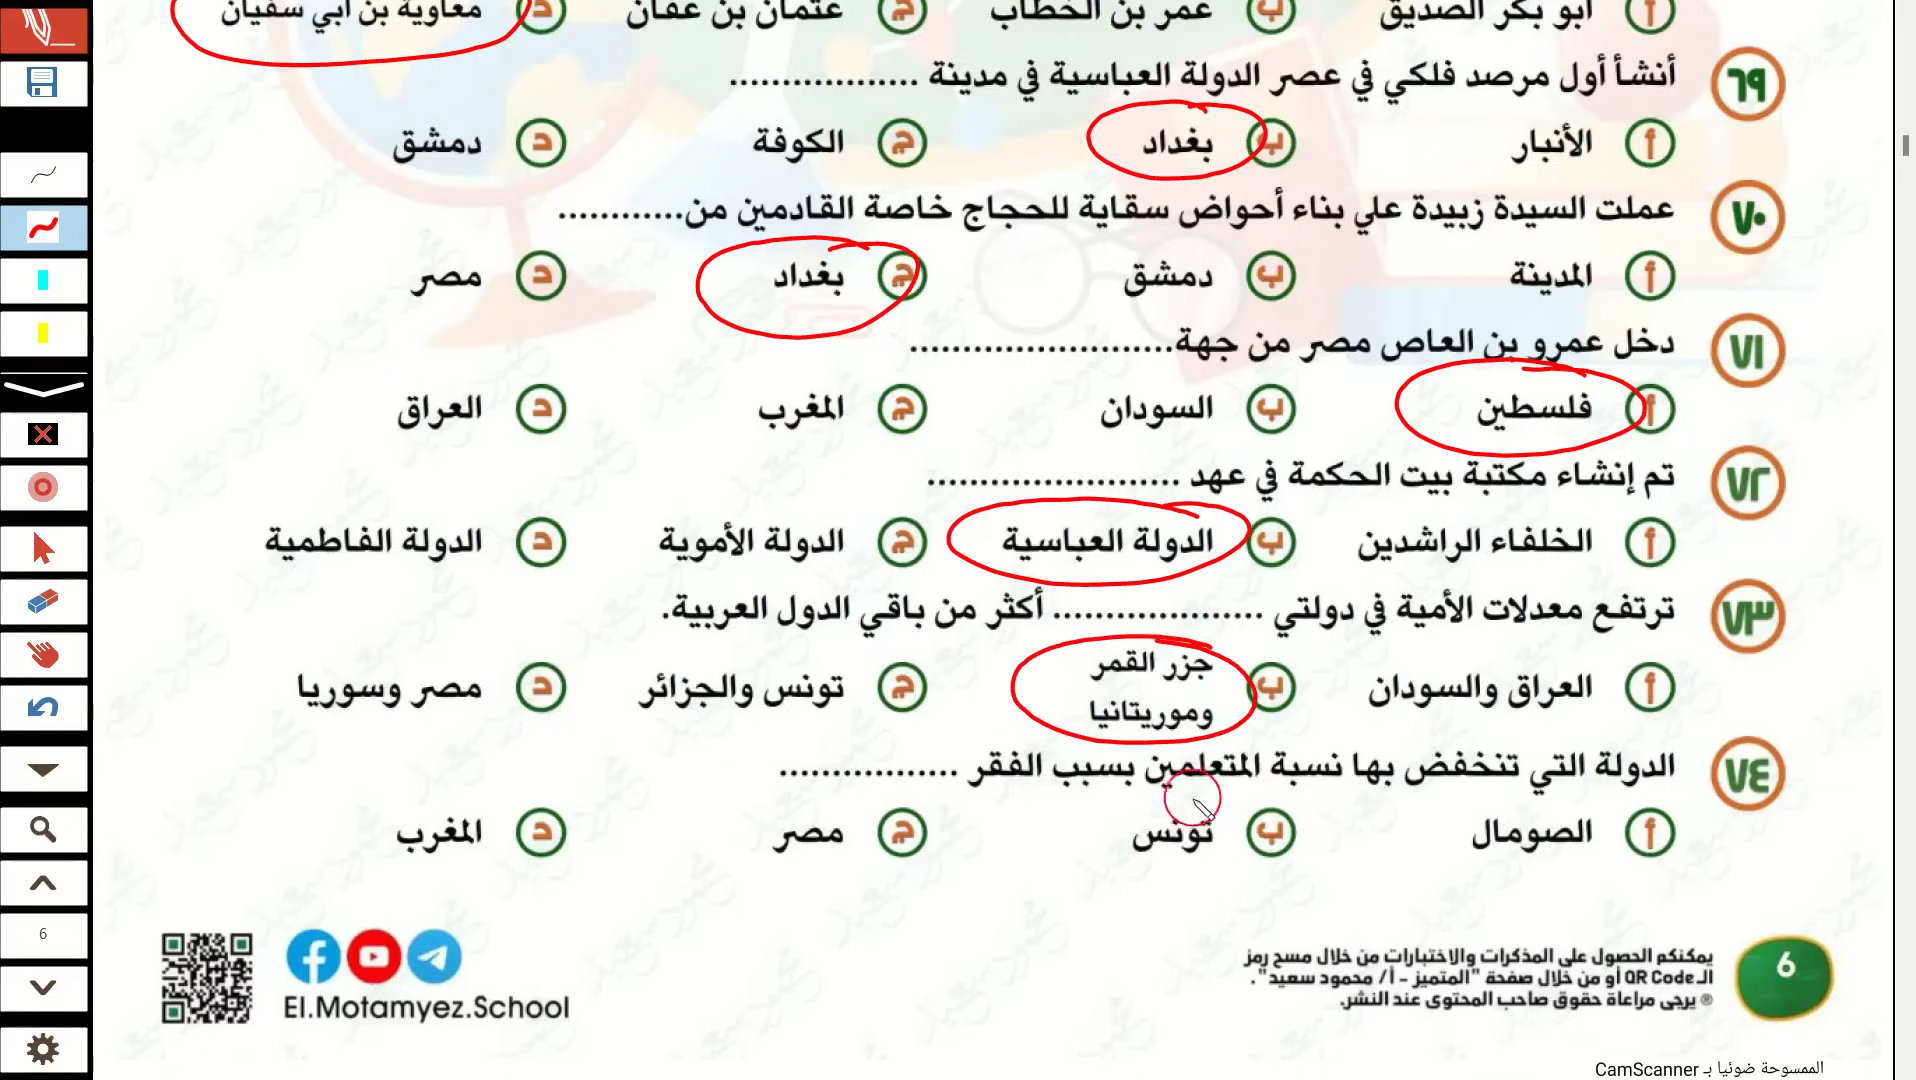 أ أبو بكر الصديق ب عمر بن الخطاب ج عثمان بن عفان د معاوية بن أبي سفيان
٦٩ أنشأ أول مرصد فلكي في عصر الدولة العباسية في مدينة ..................
أ الأنبار ب بغداد ج الكوفة د دمشق
٧٠ عملت السيدة زبيدة علي بناء أحواض سقاية للحجاج خاصة القادمين من............
أ المدينة ب دمشق ج بغداد د مصر
٧١ دخل عمرو بن العاص مصر من جهة.........................
أ فلسطين ب السودان ج المغرب د العراق
٧٢ تم إنشاء مكتبة بيت الحكمة في عهد ........................
أ الخلفاء الراشدين ب الدولة العباسية ج الدولة الأموية د الدولة الفاطمية
٧٣ ترتفع معدلات الأمية في دولتي .................... أكثر من باقي الدول العربية.
أ العراق والسودان ب جزر القمر وموريتانيا ج تونس والجزائر د مصر وسوريا
٧٤ الدولة التي تنخفض بها نسبة المتعلمين بسبب الفقر .................
أ الصومال ب تونس ج مصر د المغرب
6
يمكنكم الحصول على المذكرات والاختبارات من خلال مسح رمز
الـ QR Code أو من خلال صفحة "المتميز - أ/ محمود سعيد".
® يرجى مراعاة حقوق صاحب المحتوى عند النشر.
El.Motamyez.School
6
الممسوحة ضوئيا بـ CamScanner